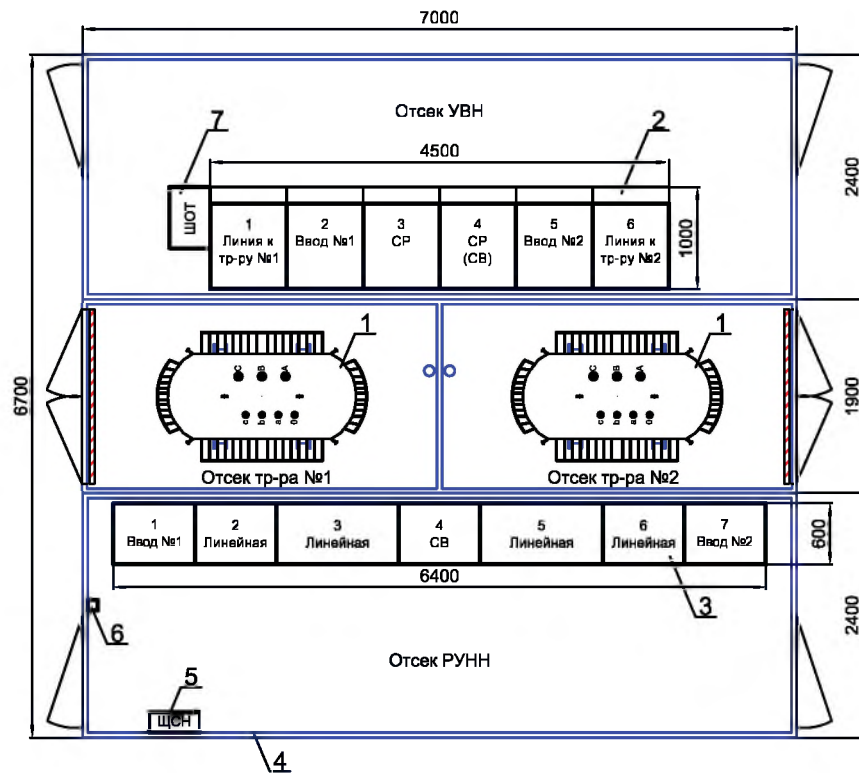 7000
Отсек УВН
7
2
4500
2400
ШОТ
1
Линия к
тр-ру №1
2
Ввод №1
3
СР
4
СР
(СВ)
5
Ввод №2
6
Линия к
тр-ру №2
1000
6700
1
C B A
c b a 0
Отсек тр-ра №1
1
C B A
c b a 0
Отсек тр-ра №2
1900
1
Ввод №1
2
Линейная
3
Линейная
4
СВ
5
Линейная
6
Линейная
7
Ввод №2
600
6400
3
6
2400
Отсек РУНН
5
ЩСН
4